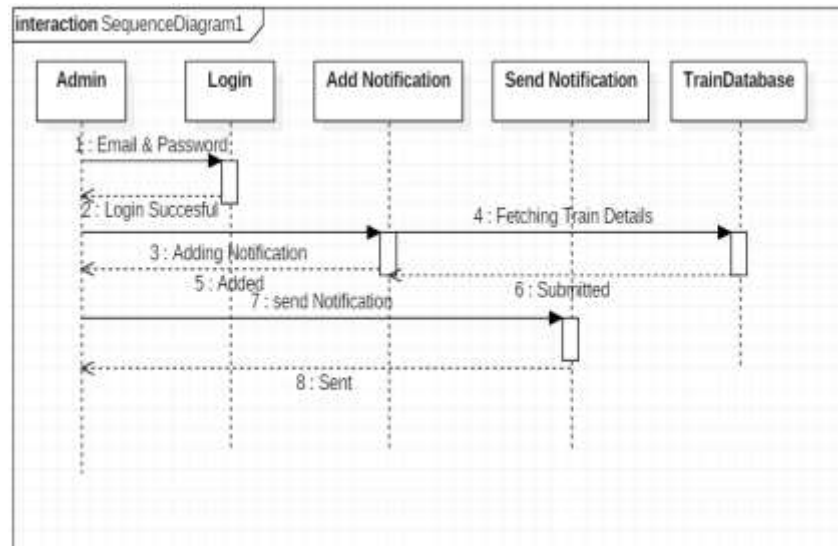 interaction SequenceDiagram1
Admin
Login
Add Notification
Send Notification
TrainDatabase
1 : Email & Password
2 : Login Succesful
4 : Fetching Train Details
3 : Adding Notification
5 : Added
6 : Submitted
7 : send Notification
8 : Sent